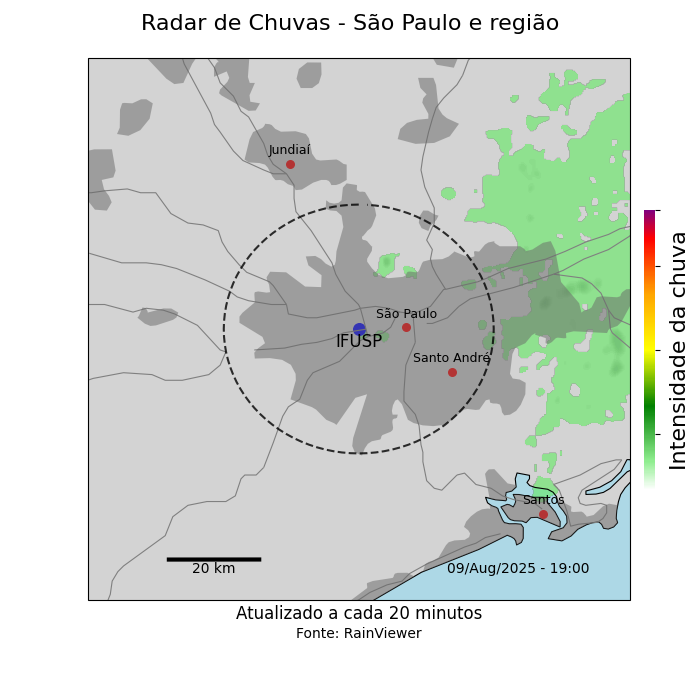 Radar de Chuvas - São Paulo e região
Jundiaí
São Paulo
IFUSP
Santo André
Santos
20 km
09/Aug/2025 - 19:00
Intensidade da chuva
Atualizado a cada 20 minutos
Fonte: RainViewer